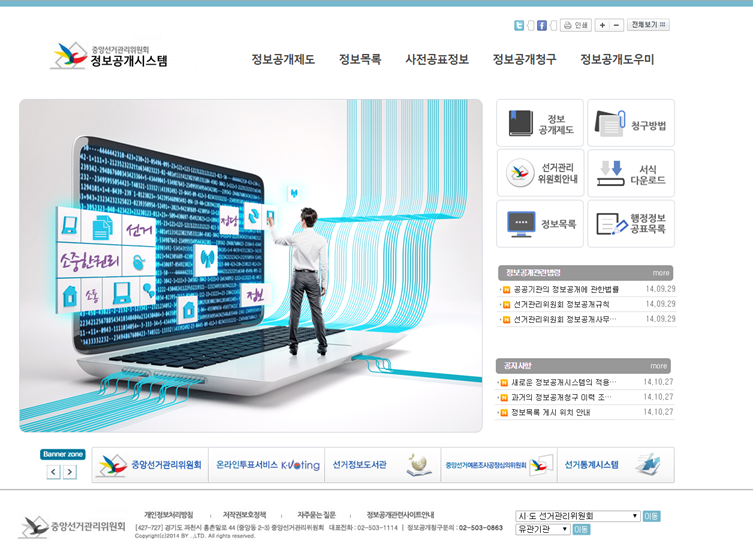 인쇄
전체보기
중앙선거관리위원회
정보공개시스템
정보공개제도 정보목록 사전공표정보 정보공개청구 정보공개도우미
정당
선거
소중한권리
소통
정보
정보
공개제도
청구방법
선거관리
위원회안내
서식
다운로드
정보목록
행정정보
공표목록
정보공개관련법령 more
공공기관의 정보공개에 관한법률 14.09.29
선거관리위원회 정보공개규칙 14.09.29
선거관리위원회 정보공개사무… 14.09.29
공지사항 more
새로운 정보공개시스템의 적용… 14.10.27
과거의 정보공개청구 이력 조… 14.10.27
정보목록 게시 위치 안내 14.10.27
Banner zone
중앙선거관리위원회
온라인투표서비스 K-Voting
선거정보도서관
중앙선거여론조사공정심의위원회
선거통계시스템
개인정보처리방침 저작권보호정책 자주묻는 질문 정보공개관련사이트안내
중앙선거관리위원회
[427-727] 경기도 과천시 홍촌말로 44 (중앙동 2-3) 중앙선거관리위원회 대표전화 : 02-503-1114 | 정보공개청구문의 : 02-503-0863
Copyright(c)2014 BY ..,LTD. All rights reserved.
시·도 선거관리위원회 이동
유관기관 이동